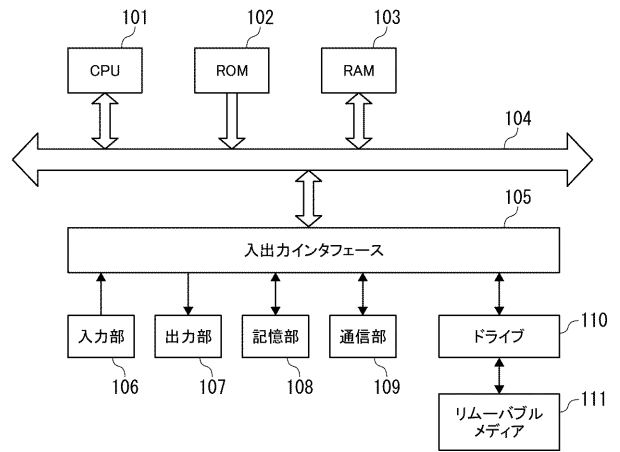 101
102
103
CPU
ROM
RAM
104
105
入出力インタフェース
入力部
出力部
記憶部
通信部
ドライブ
110
106
107
108
109
リムーバブル
メディア
111